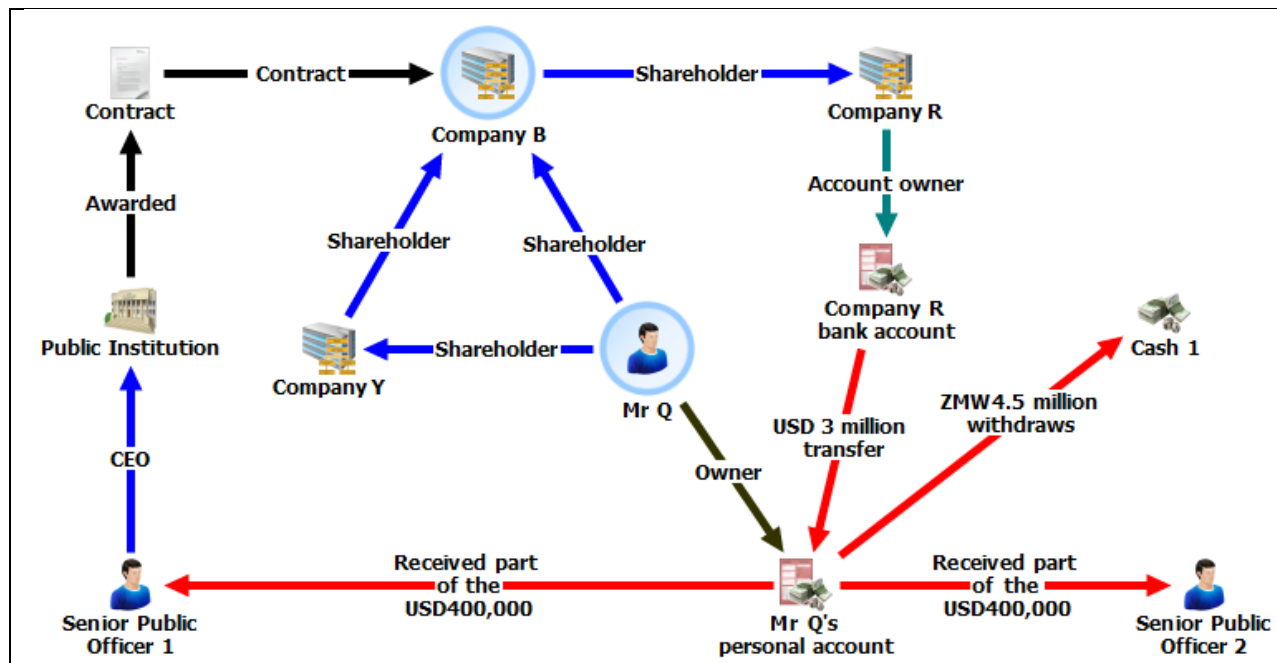 Contract
Shareholder
Contract
Company R
Company B
Awarded
Account owner
Shareholder
Shareholder
Company R
bank account
Public Institution
Shareholder
Cash 1
Company Y
Mr Q
ZMW4.5 million
withdraws
USD 3 million
transfer
CEO
Owner
Received part
of the
USD400,000
Received part
of the
USD400,000
Senior Public
Officer 1
Mr Q's
personal account
Senior Public
Officer 2